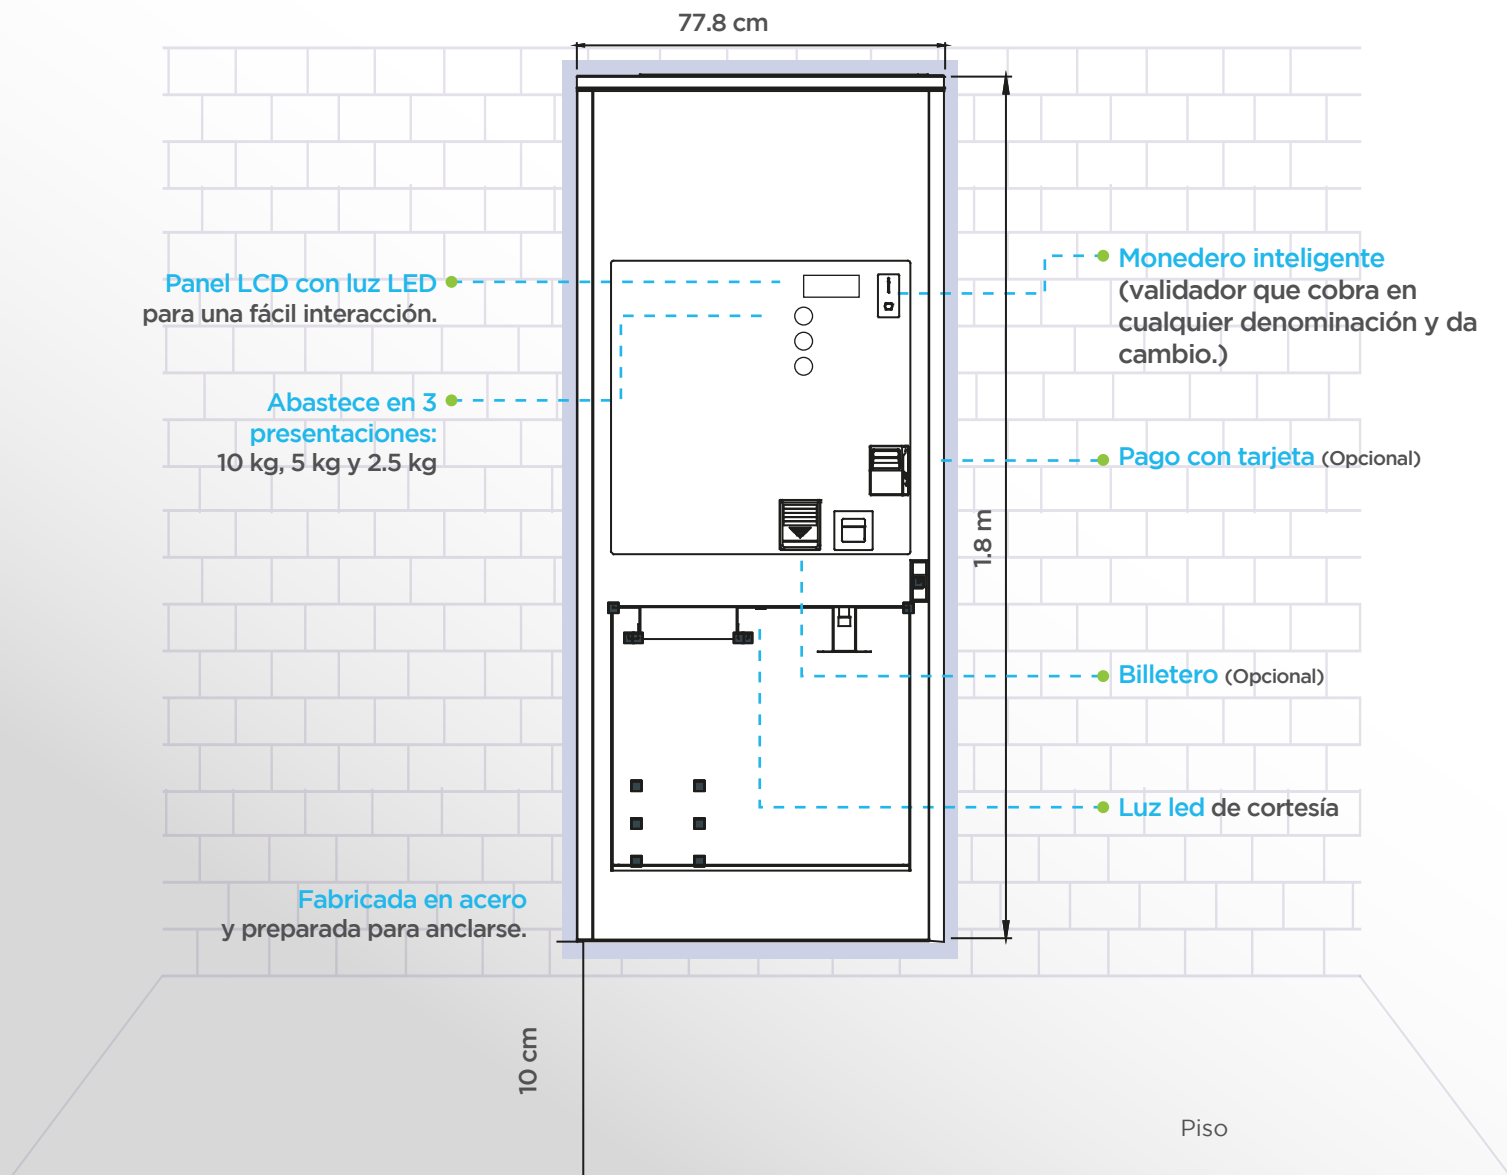 77.8 cm
Panel LCD con luz LED
para una fácil interacción.
Abastece en 3
presentaciones:
10 kg, 5 kg y 2.5 kg
Fabricada en acero
y preparada para anclarse.
Monedero inteligente
(validador que cobra en
cualquier denominación y da
cambio.)
Pago con tarjeta (Opcional)
1.8 m
Billetero (Opcional)
Luz led de cortesía
10 cm
Piso